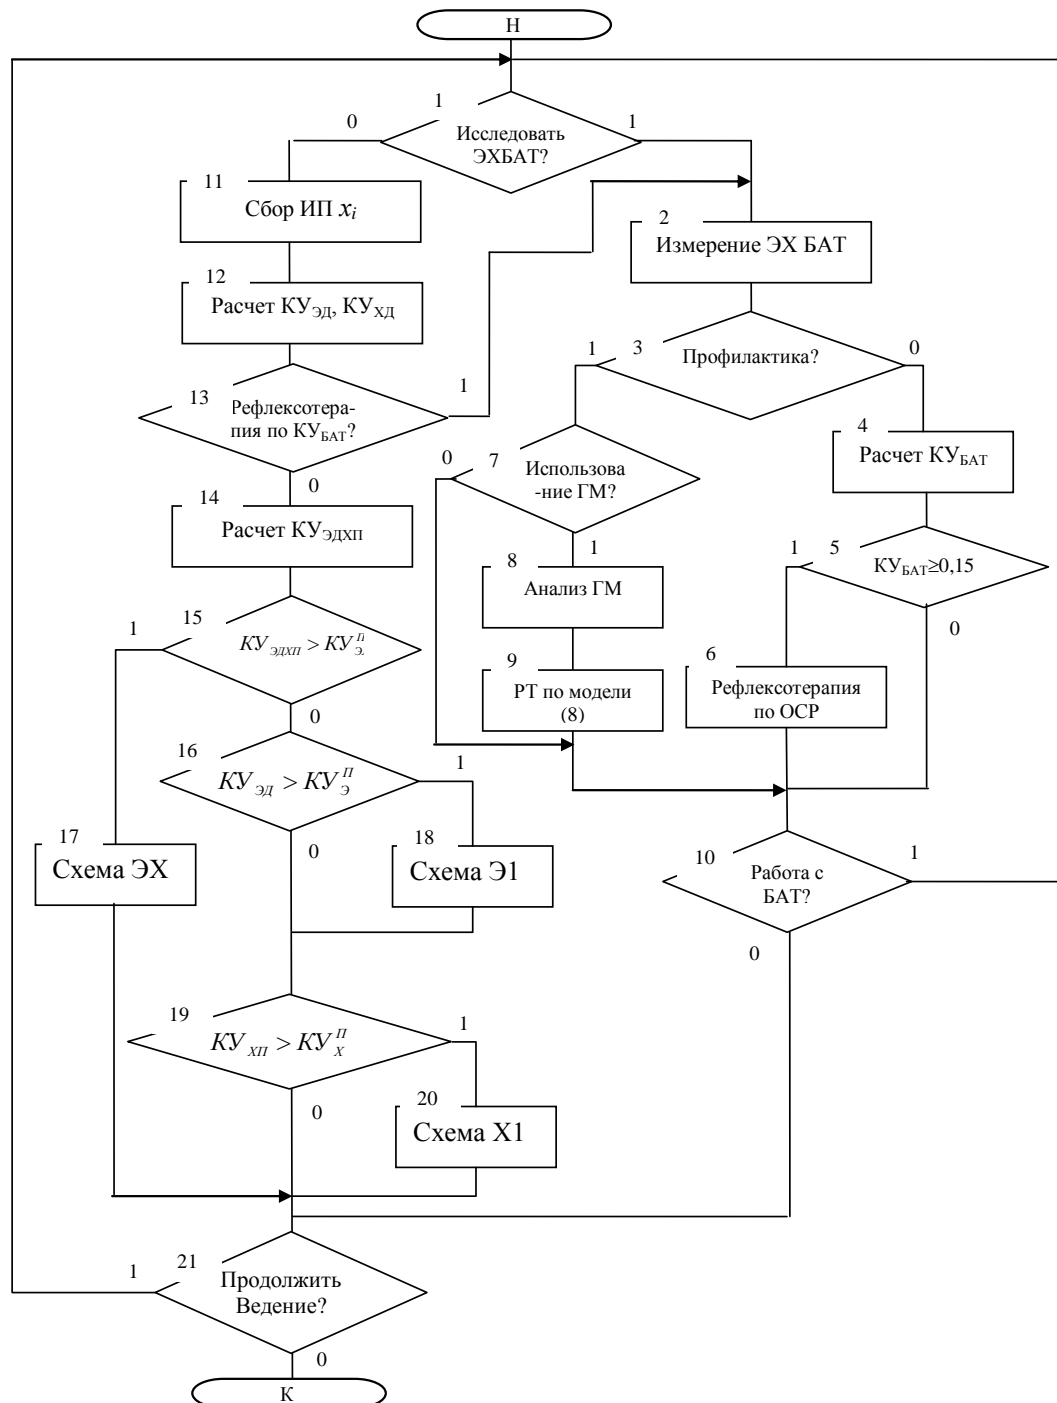 Н
1
0
1
Исследовать
ЭХБАТ?
11
Сбор ИП xi
2
Измерение ЭХ БАТ
12
Расчет КУЭД, КУХД
1
3
Профилактика?
0
13
Рефлексотера-
пия по КУБАТ?
1
0
4
Расчет КУБАТ
0
7
Использова
-ние ГМ?
1
14
Расчет КУЭДХП
1
5
КУБАТ≥0,15
0
8
Анализ ГМ
1
15
КУЭДХП > КУЭП
0
9
РТ по модели
(8)
6
Рефлексотерапия
по ОСР
16
КУЭД > КУЭП
1
0
17
Схема ЭХ
18
Схема Э1
10
Работа с
БАТ?
1
0
19
КУХП > КУХП
1
0
20
Схема Х1
1
21
Продолжить
Ведение?
0
К